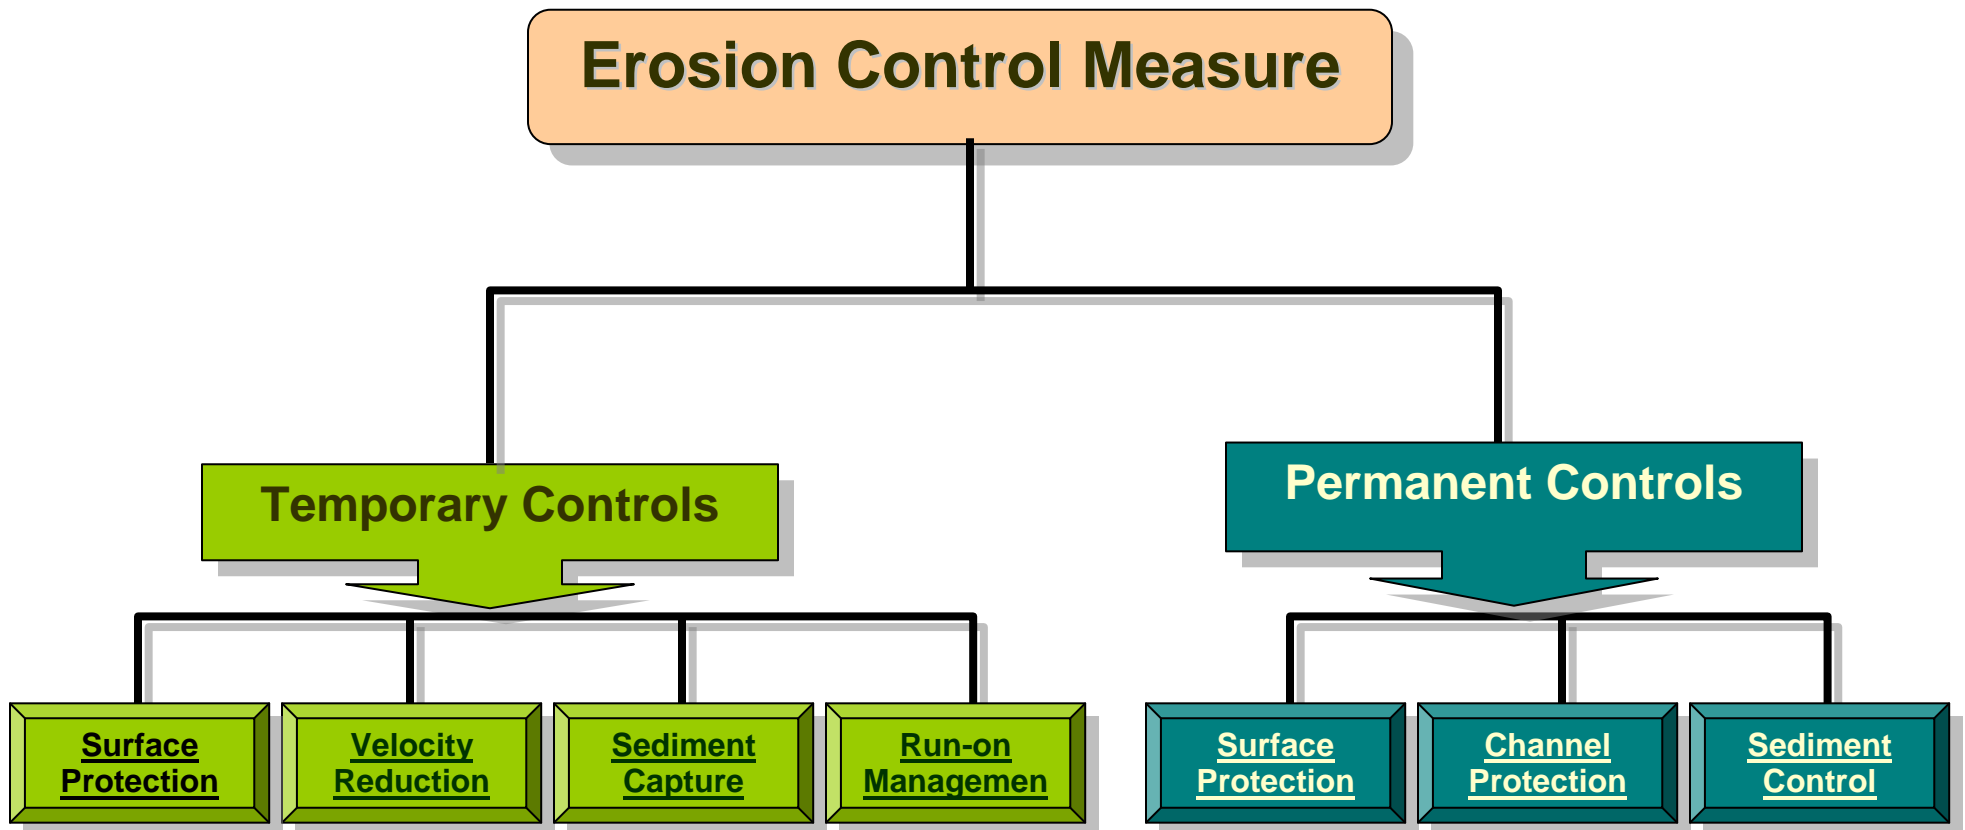 Erosion Control Measure
Temporary Controls
Permanent Controls
Surface
Protection
Velocity
Reduction
Sediment
Capture
Run-on
Managemen
Surface
Protection
Channel
Protection
Sediment
Control